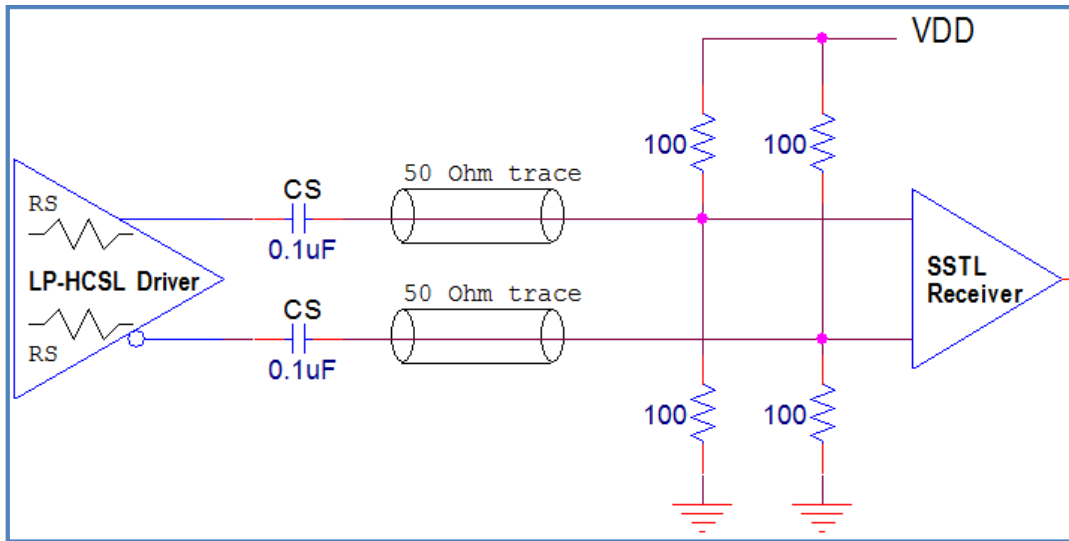 VDD
100
100
50 Ohm trace
CS
0.1uF
RS
LP-HCSL Driver
RS
50 Ohm trace
CS
0.1uF
SSTL
Receiver
100
100